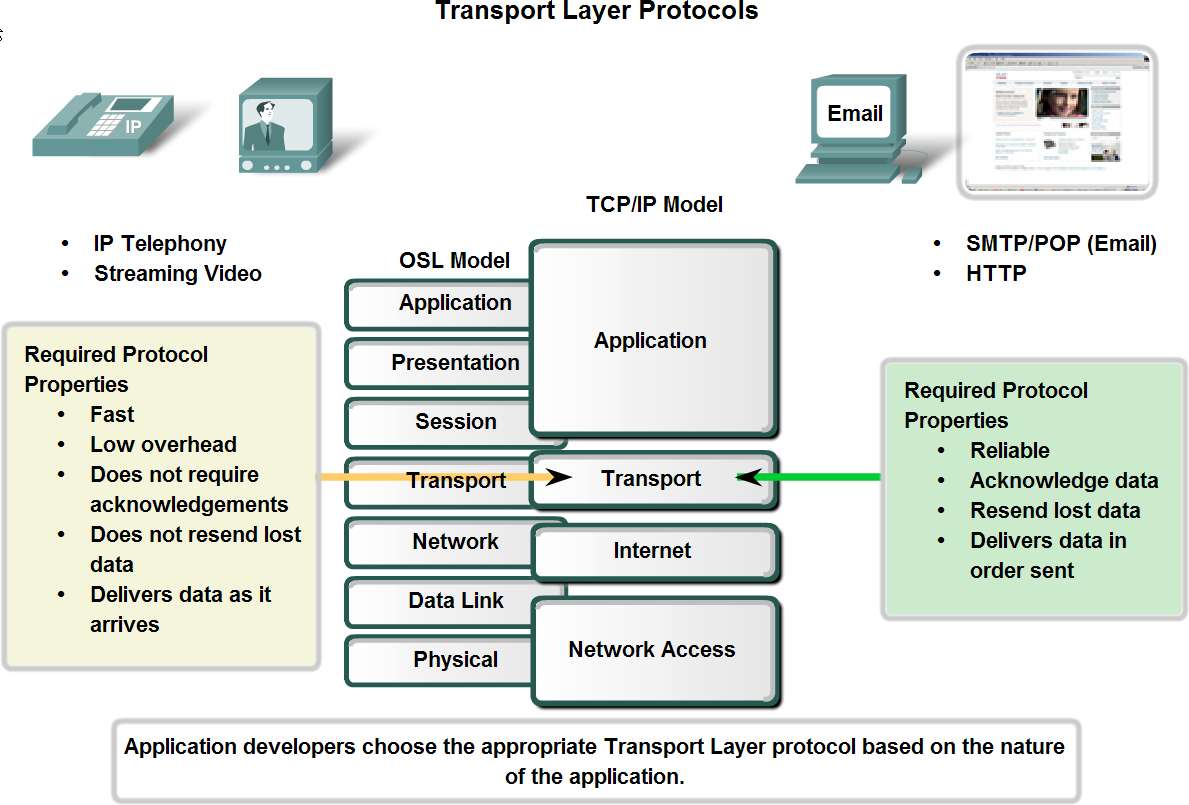 Transport Layer Protocols
IP
Email
IP Telephony
Streaming Video
SMTP/POP (Email)
HTTP
TCP/IP Model
OSL Model
Application
Presentation
Session
Transport
Network
Data Link
Physical
Application
Transport
Internet
Network Access
Required Protocol
Properties
Fast
Low overhead
Does not require
acknowledgements
Does not resend lost
data
Delivers data as it
arrives
Required Protocol
Properties
Reliable
Acknowledge data
Resend lost data
Delivers data in
order sent
Application developers choose the appropriate Transport Layer protocol based on the nature
of the application.